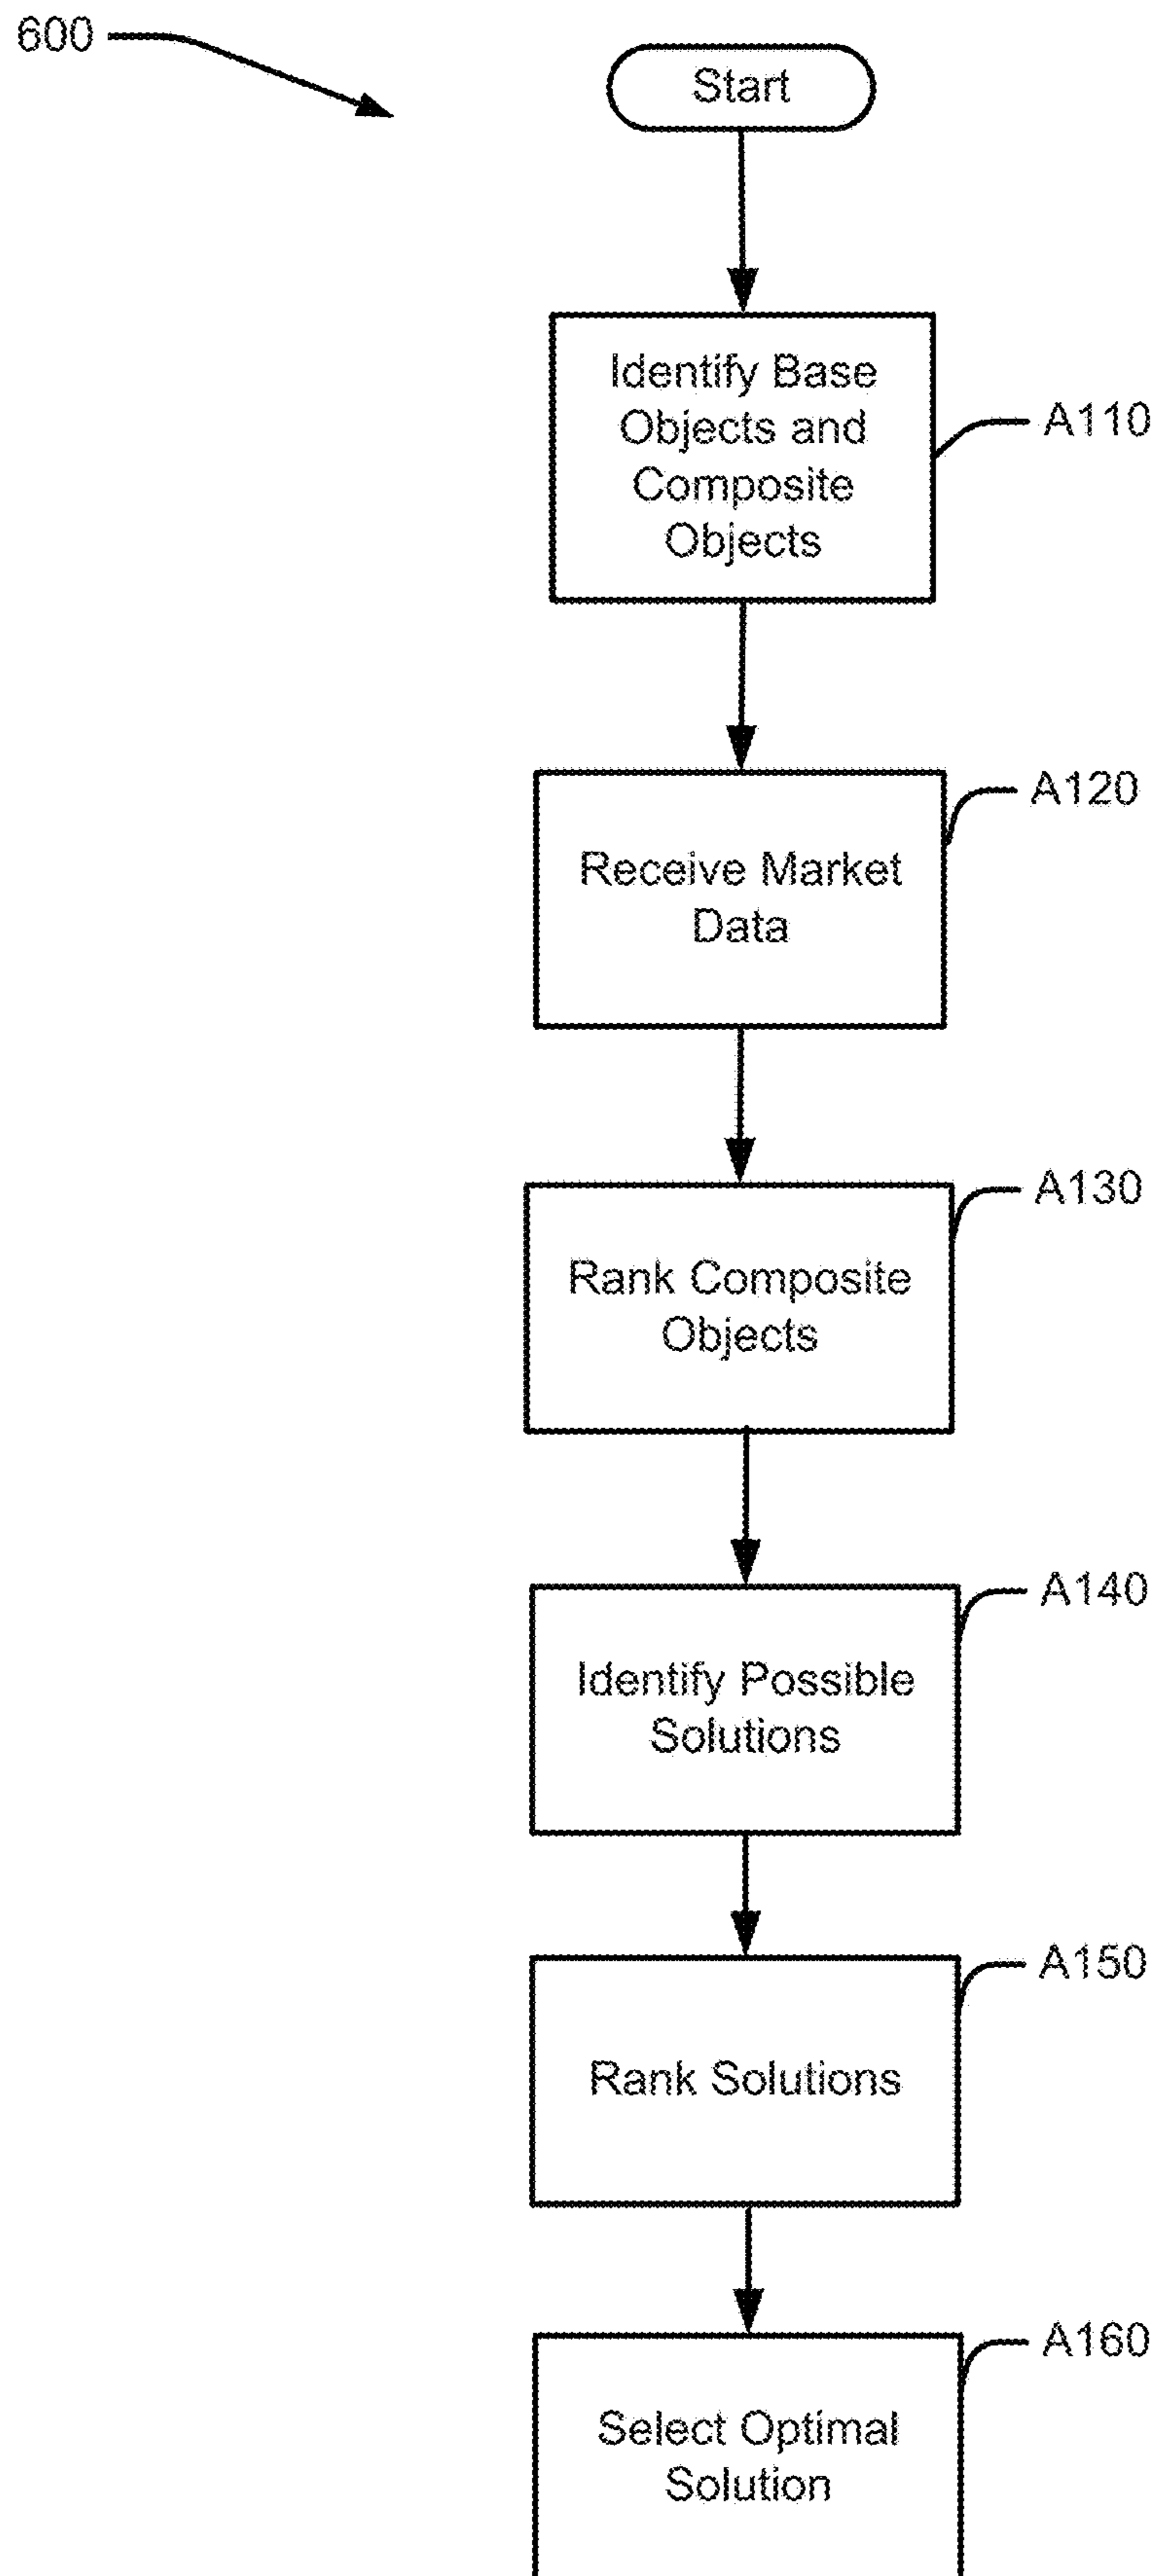 600
Start
Identify Base
Objects and
Composite
Objects
A110
A120
Receive Market
Data
A130
Rank Composite
Objects
A140
Identify Possible
Solutions
A150
Rank Solutions
A160
Select Optimal
Solution